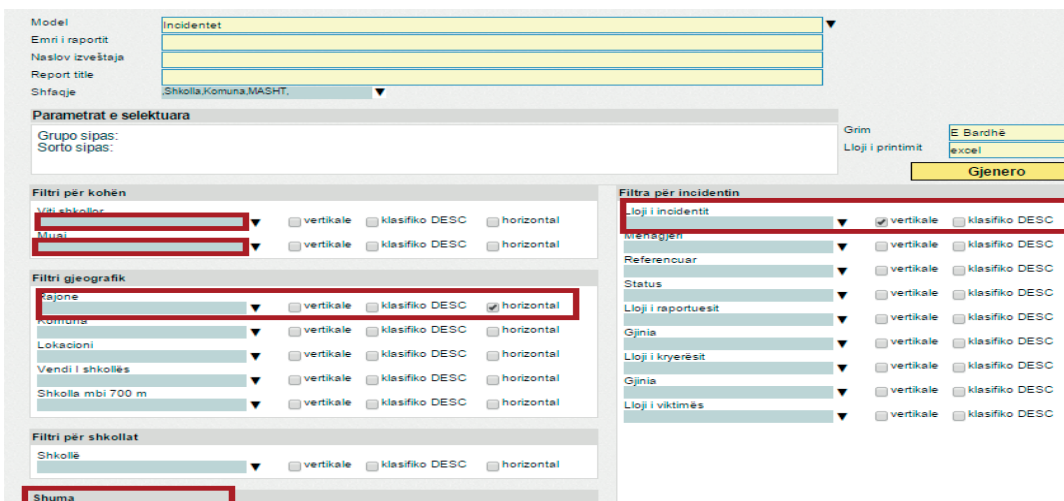 Model Incidentet
Emri i raportit
Naslov izveštaja
Report title
Shfaqje ,Shkolla,Komuna,MASHT,
Parametrat e selektuara
Grupo sipas:
Sorto sipas:
Grim E Bardhë
Lloji i printimit excel
Gjenero
Filtri për kohën
Viti shkollor
vertikale klasifiko DESC horizontal
Muai
vertikale klasifiko DESC horizontal
Filtri gjeografik
Rajone
vertikale klasifiko DESC horizontal
Komuna
vertikale klasifiko DESC horizontal
Lokacioni
vertikale klasifiko DESC horizontal
Vendi I shkollës
vertikale klasifiko DESC horizontal
Shkolla mbi 700 m
vertikale klasifiko DESC horizontal
Filtri për shkollat
Shkollë
vertikale klasifiko DESC horizontal
Shuma
Filtra për incidentin
Lloji i incidentit
vertikale klasifiko DESC
Menagjeri
vertikale klasifiko DESC
Referencuar
vertikale klasifiko DESC
Status
vertikale klasifiko DESC
Lloji i raportuesit
vertikale klasifiko DESC
Gjinia
vertikale klasifiko DESC
Lloji i kryerësit
vertikale klasifiko DESC
Gjinia
vertikale klasifiko DESC
Lloji i viktimës
vertikale klasifiko DESC